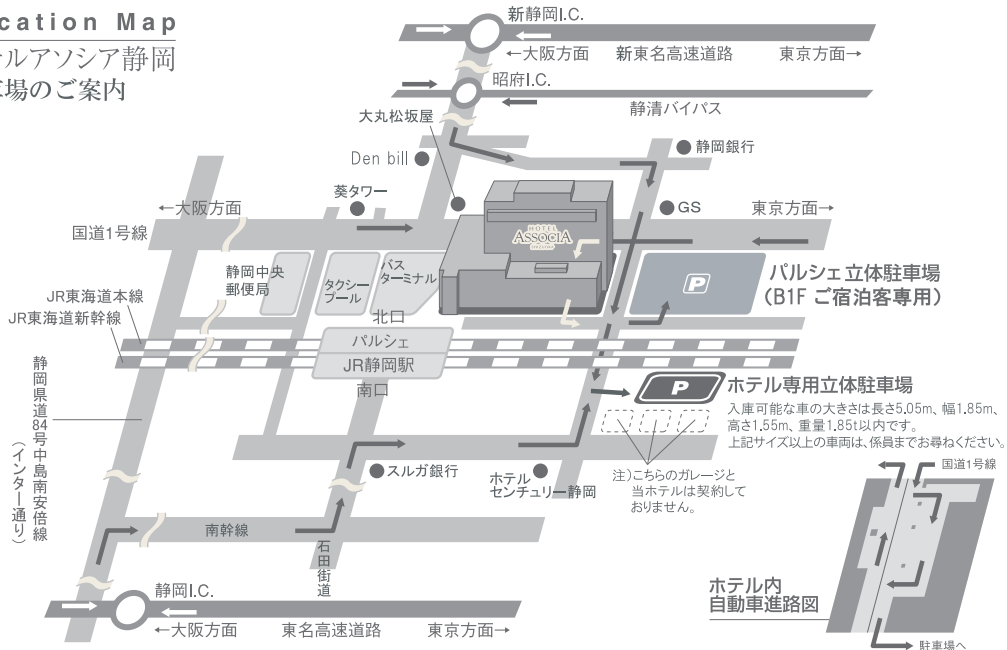 cation Map
ルアソシア静岡
車場のご案内
新静岡I.C.
←大阪方面
新東名高速道路
東京方面→
昭府I.C.
静清バイパス
大丸松坂屋
静岡銀行
Den bill
葵タワー
GS
東京方面→
←大阪方面
国道1号線
HOTEL
ASSOCIA
静岡中央
郵便局
タクシー
プール
バス
ターミナル
北口
P
パルシェ立体駐車場
(B1F ご宿泊客専用)
JR東海道本線
JR東海道新幹線
パルシェ
JR静岡駅
南口
P
ホテル専用立体駐車場
入庫可能な車の大きさは長さ5.05m、幅1.85m、
高さ1.55m、重量1.85t以内です。
上記サイズ以上の車両は、係員までお尋ねください。
静岡県道84号中島南安倍線
(インター通り)
スルガ銀行
ホテル
センチュリー静岡
注)こちらのガレージと
当ホテルは契約して
おりません。
国道1号線
南幹線
石田街道
静岡I.C.
←大阪方面
東名高速道路
東京方面→
ホテル内
自動車進路図
駐車場へ